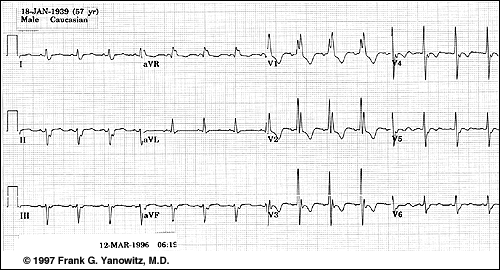 18-JAN-1939 (57 yr)
Male Caucasian
I aVR V1 V4
II aVL V2 V5
III aVF V3 V6
12-MAR-1996 06:19
© 1997 Frank G. Yanowitz, M.D.